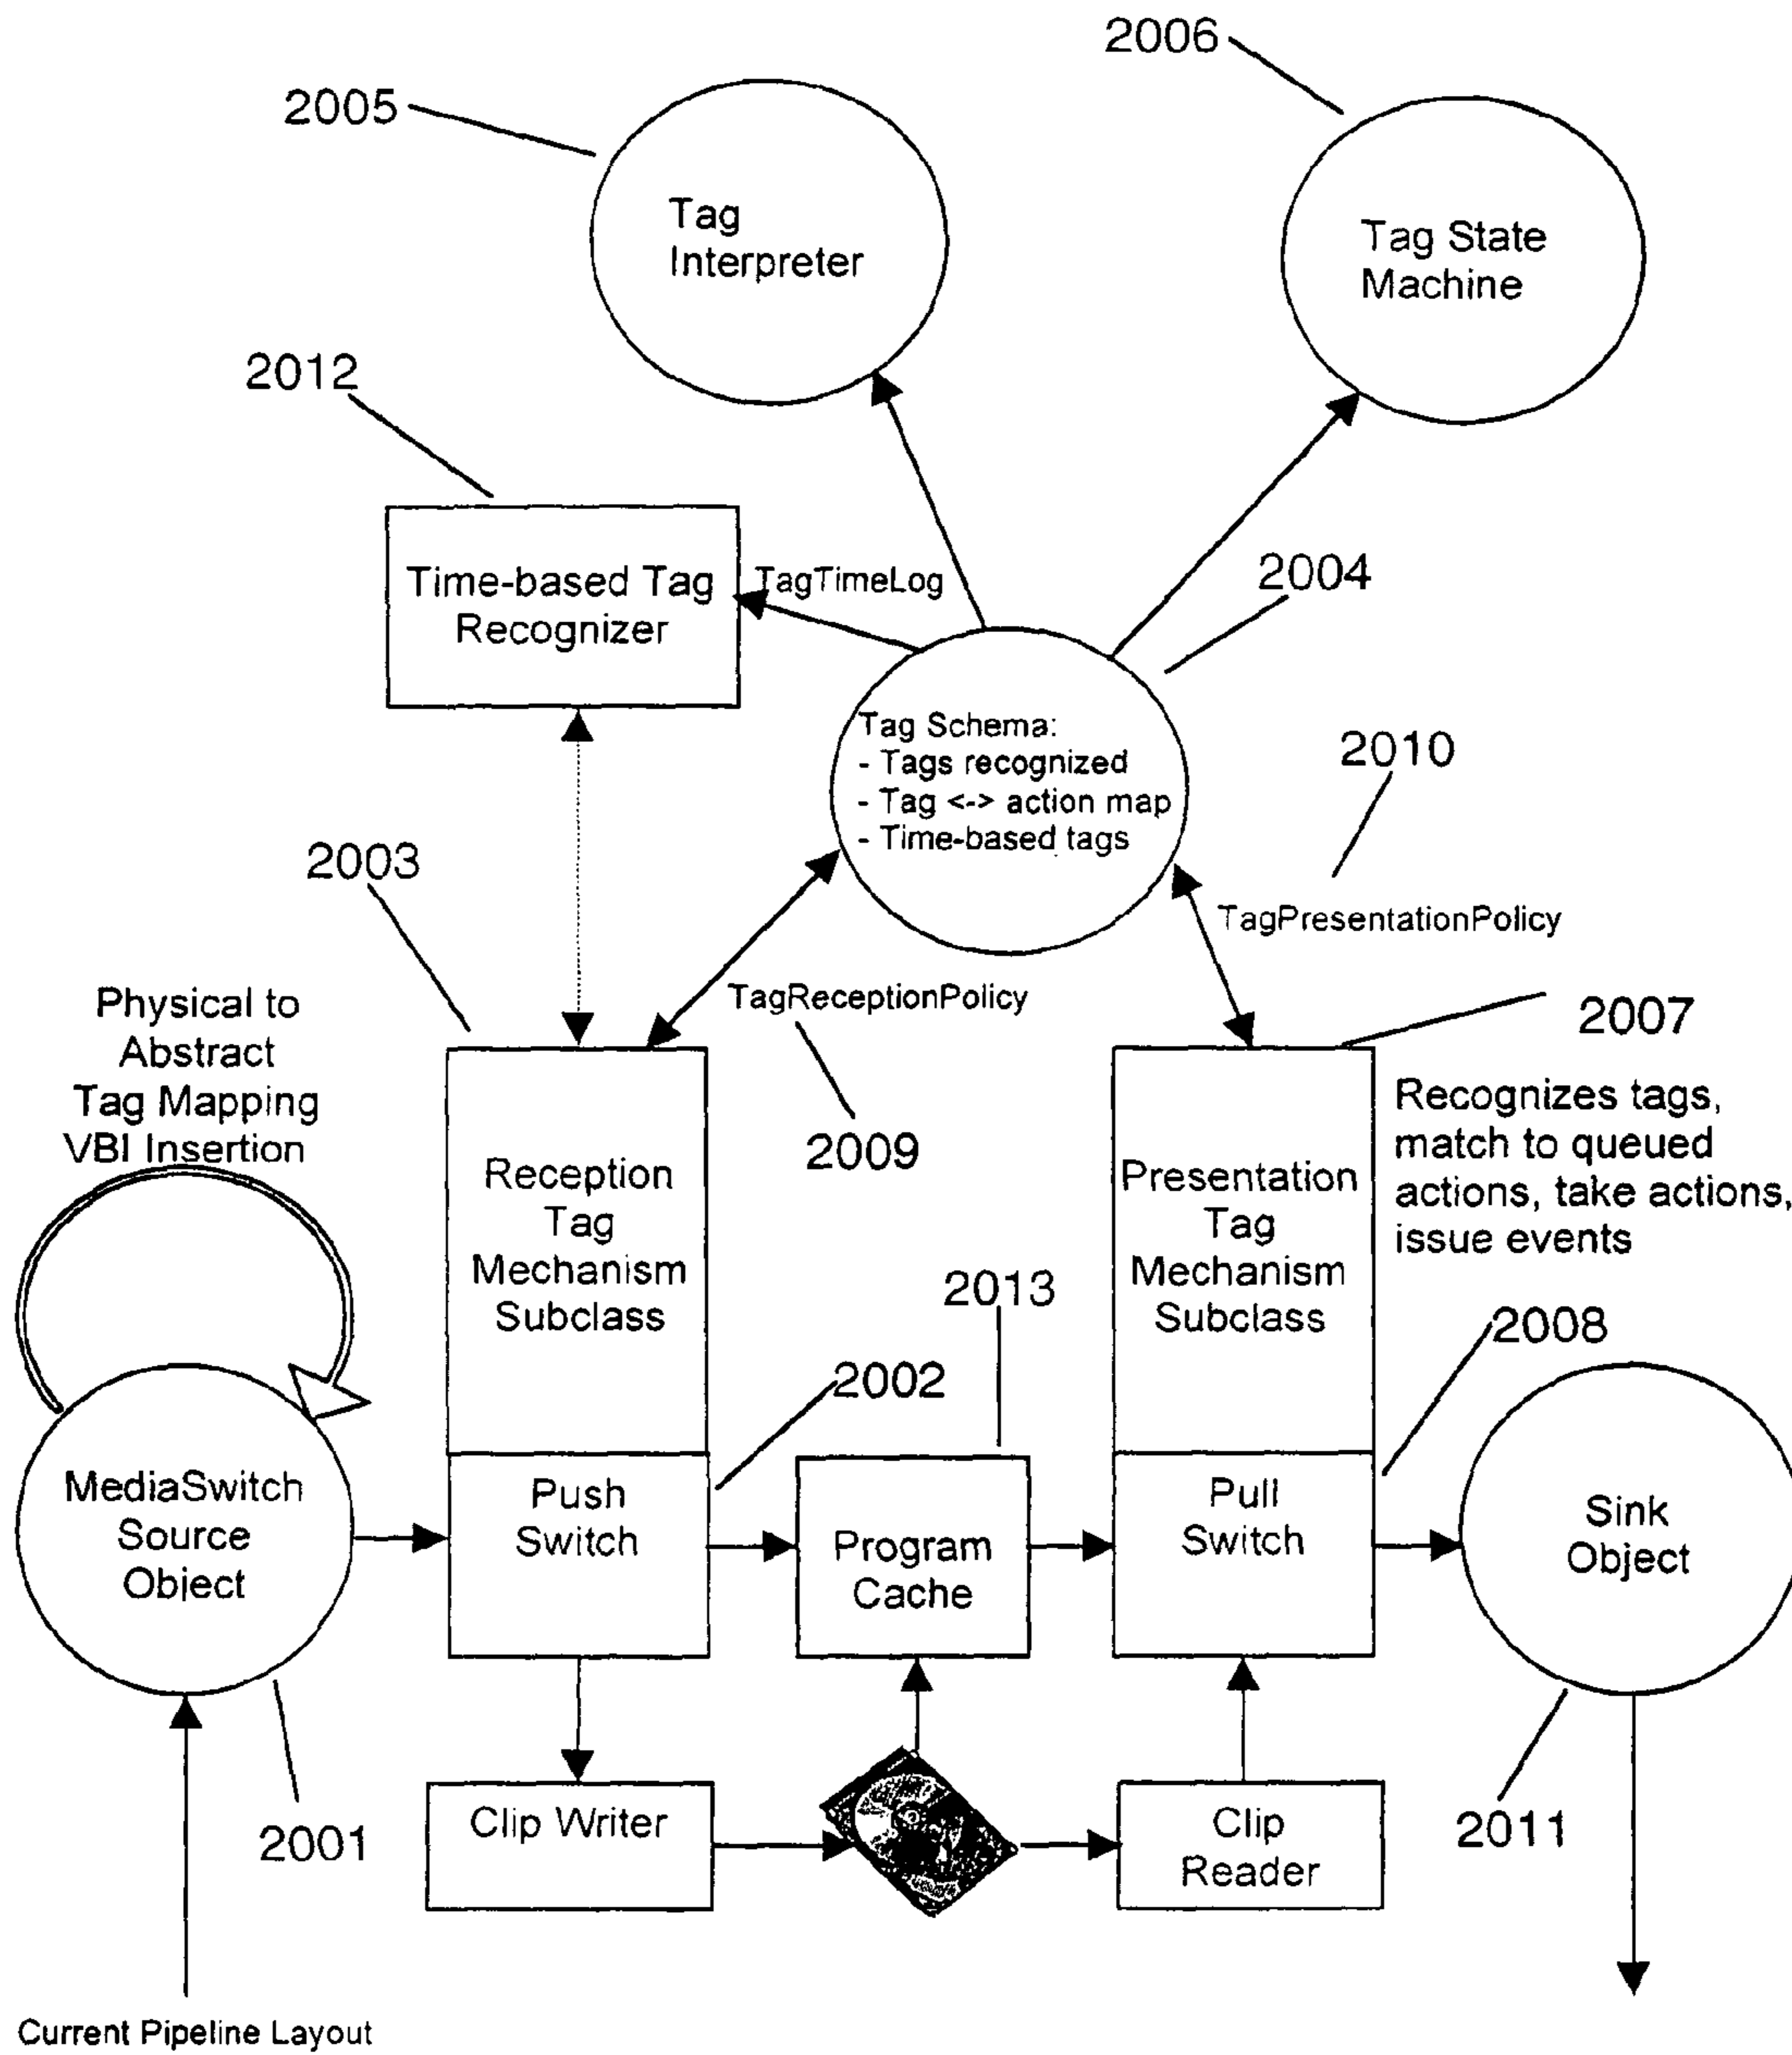 2006
2005
Tag
Interpreter
Tag State
Machine
2012
2004
Time-based Tag
Recognizer
TagTimeLog
Tag Schema:
- Tags recognized
- Tag <-> action map
- Time-based tags
2010
2003
TagPresentationPolicy
TagReceptionPolicy
Physical to
Abstract
Tag Mapping
VBI Insertion
2007
2009
Recognizes tags,
match to queued
actions, take actions,
issue events
Reception
Tag
Mechanism
Subclass
Presentation
Tag
Mechanism
Subclass
2013
2008
2002
MediaSwitch
Source
Object
Push
Switch
Program
Cache
Pull
Switch
Sink
Object
2001
Clip Writer
Clip
Reader
2011
Current Pipeline Layout